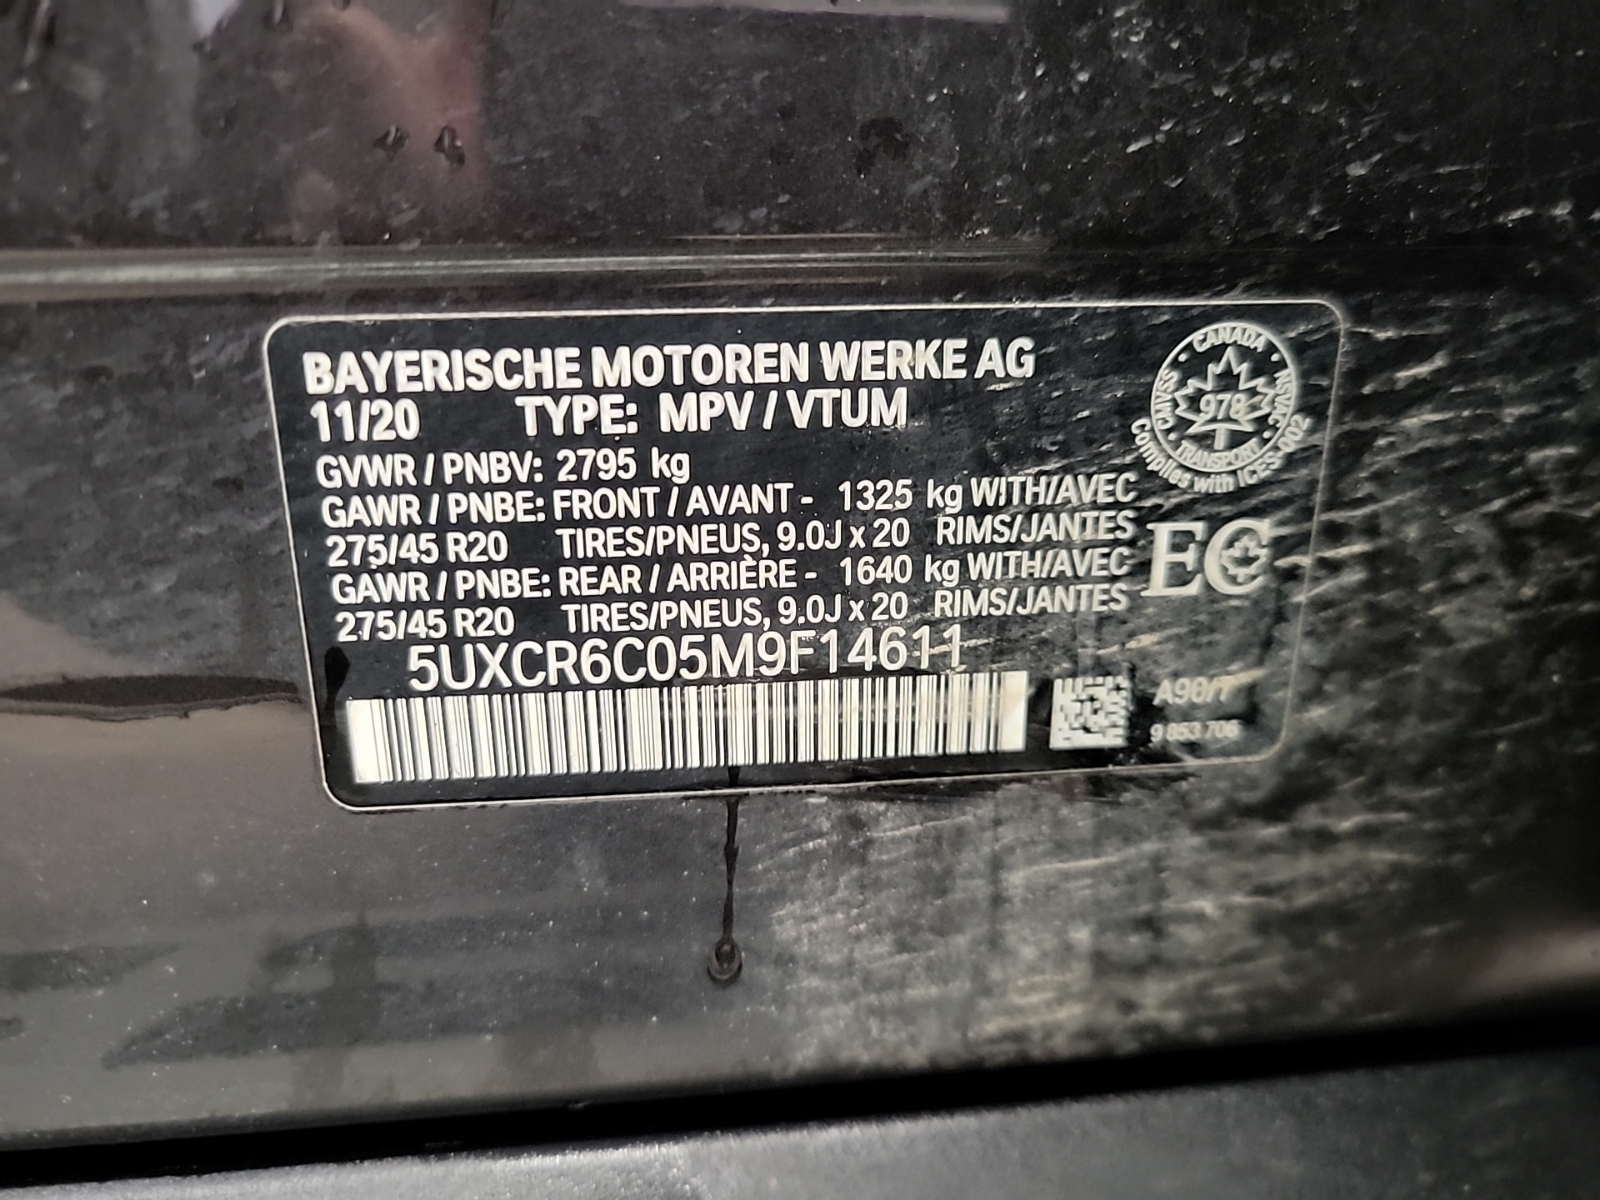 BAYERISCHE MOTOREN WERKE AG
11/20 TYPE: MPV / VTUM
GVWR / PNBV: 2795 kg
GAWR / PNBE: FRONT / AVANT - 1325 kg WITH/AVEC
275/45 R20 TIRES/PNEUS, 9.0J x 20 RIMS/JANTES
GAWR / PNBE: REAR / ARRIÈRE - 1640 kg WITH/AVEC
275/45 R20 TIRES/PNEUS, 9.0J x 20 RIMS/JANTES
5UXCR6C05M9F14611
CANADA
CMVSS
NSVAC
978
TRANSPORT
Complies with ICES-002
EC
A90/7
9 853 706